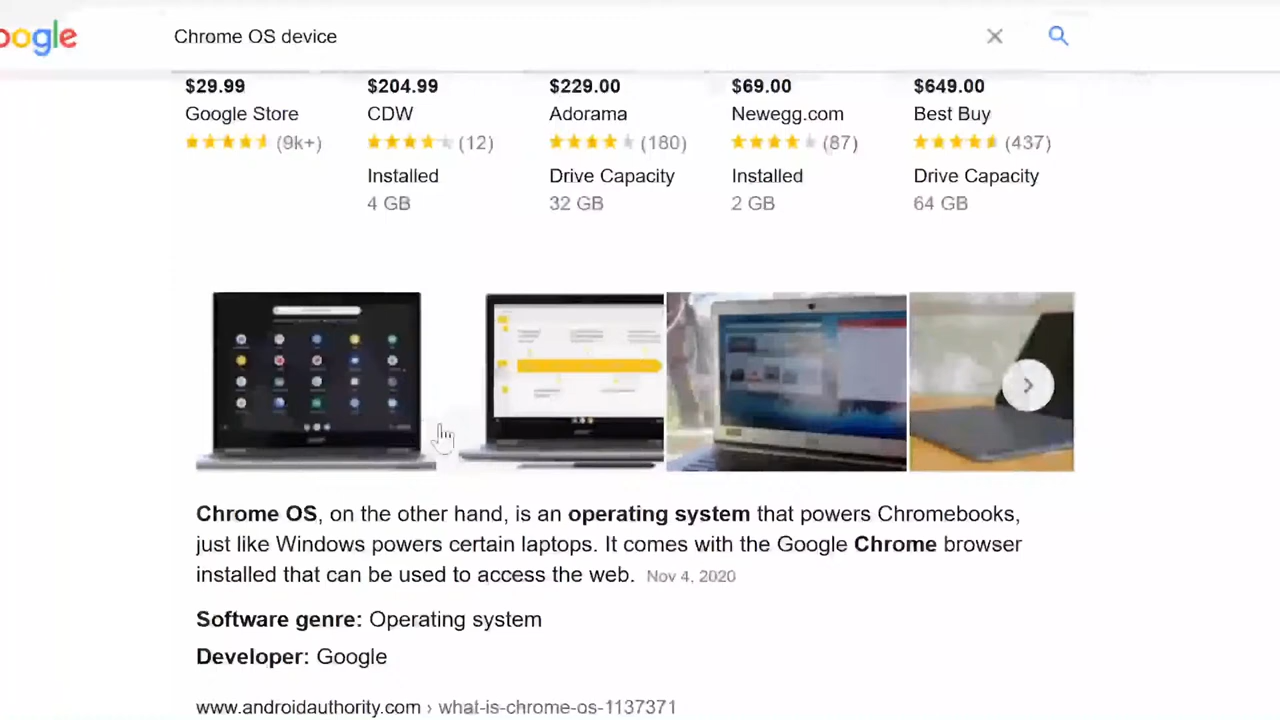 oogle Chrome OS device
$29.99 $204.99 $229.00 $69.00 $649.00
Google Store CDW Adorama Newegg.com Best Buy
(9k+) (12) (180) (87) (437)
Installed Drive Capacity Installed Drive Capacity
4 GB 32 GB 2 GB 64 GB
Chrome OS, on the other hand, is an operating system that powers Chromebooks,
just like Windows powers certain laptops. It comes with the Google Chrome browser
installed that can be used to access the web. Nov 4, 2020
Software genre: Operating system
Developer: Google
www.androidauthority.com › what-is-chrome-os-1137371